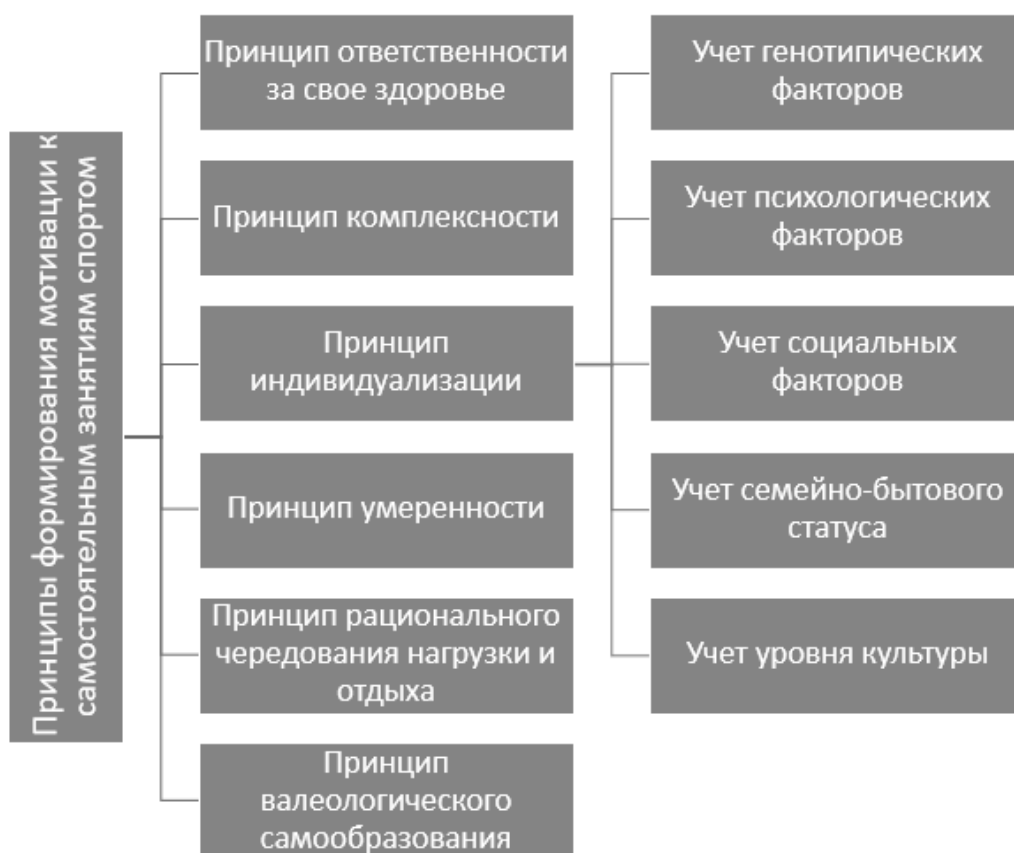 Принципы формирования мотивации к
самостоятельным занятиям спортом
Принцип ответственности
за свое здоровье
Принцип комплексности
Принцип
индивидуализации
Принцип умеренности
Принцип рационального
чередования нагрузки и
отдыха
Принцип
валеологического
самообразования
Учет генотипических
факторов
Учет психологических
факторов
Учет социальных
факторов
Учет семейно-бытового
статуса
Учет уровня культуры